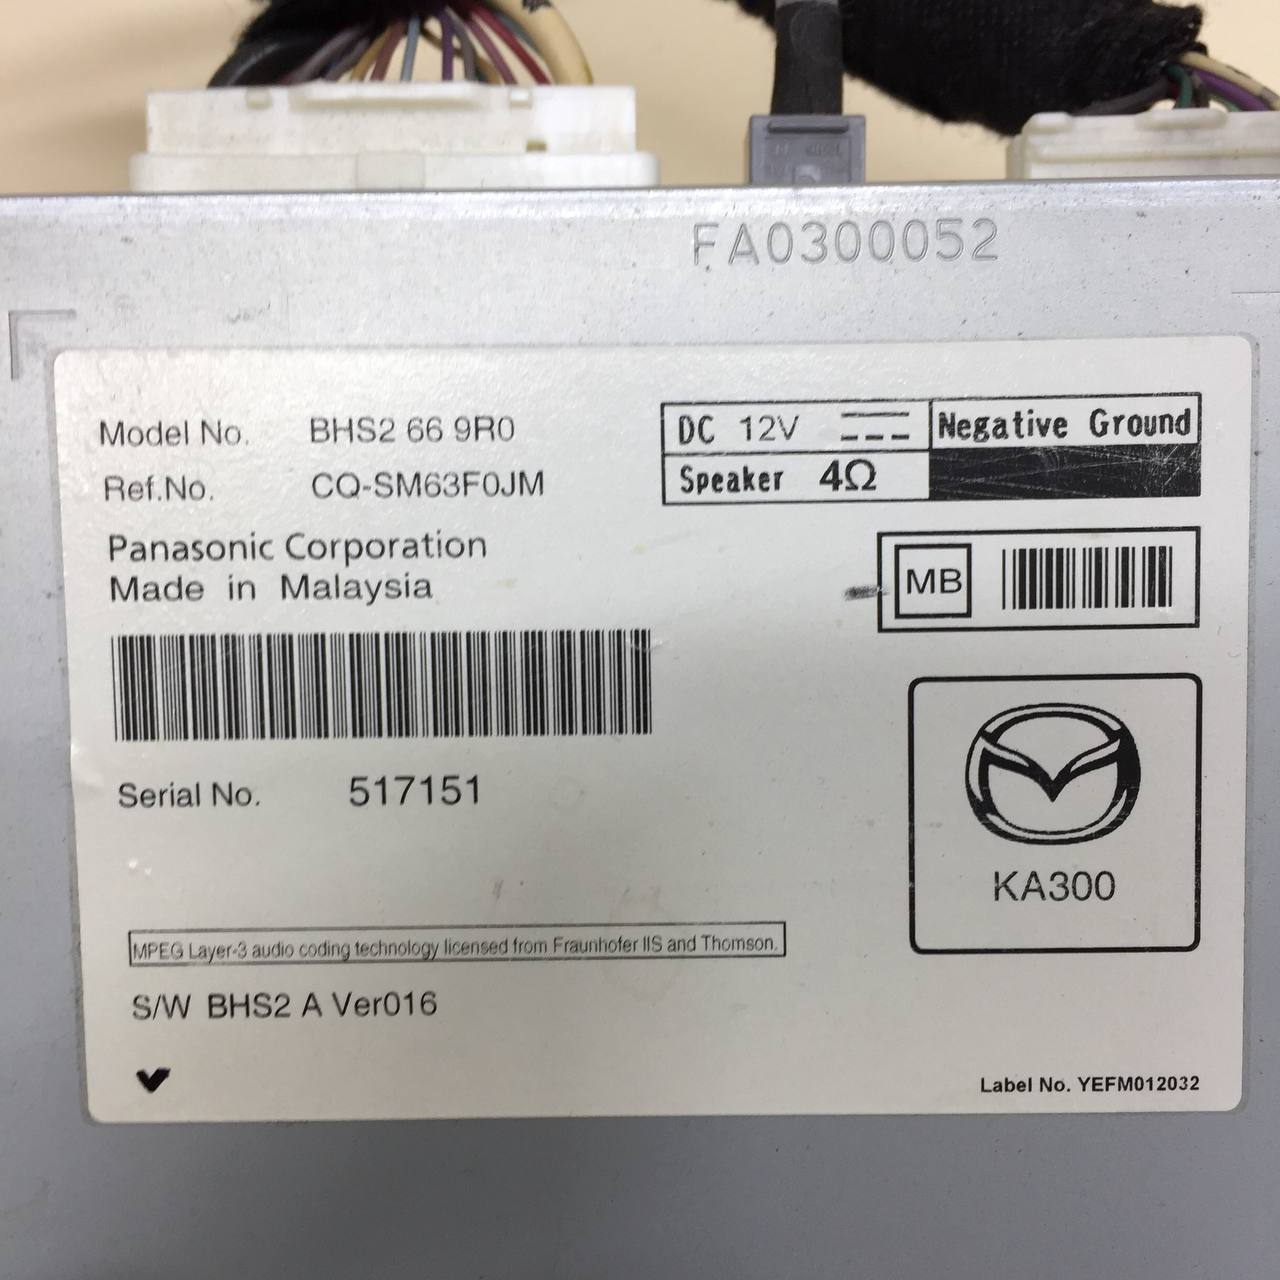 FA0300052
Model No. BHS2 66 9R0
Ref.No. CQ-SM63F0JM
DC 12V Negative Ground
Speaker 4Ω
Panasonic Corporation
Made in Malaysia
MB
Serial No. 517151
KA300
MPEG Layer-3 audio coding technology licensed from Fraunhofer IIS and Thomson.
S/W BHS2 A Ver016
Label No. YEFM012032